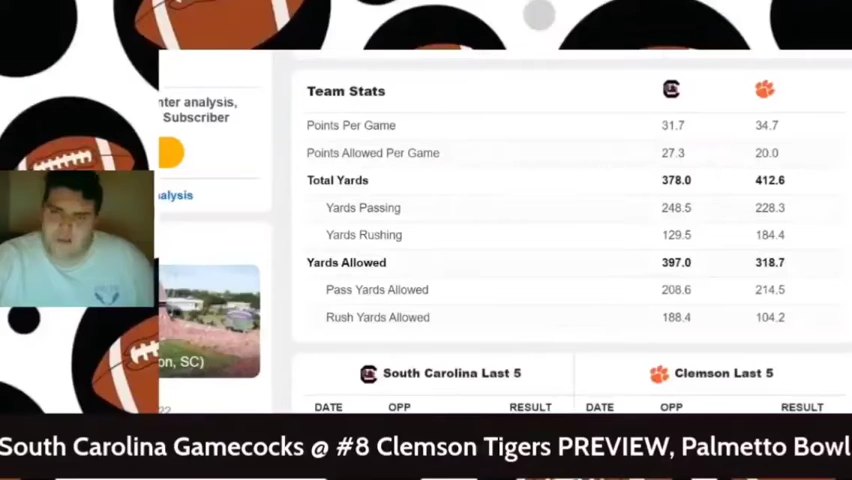 nter analysis,
Subscriber
alysis
on, SC)
22
Team Stats
Points Per Game 31.7 34.7
Points Allowed Per Game 27.3 20.0
Total Yards 378.0 412.6
Yards Passing 248.5 228.3
Yards Rushing 129.5 184.4
Yards Allowed 397.0 318.7
Pass Yards Allowed 208.6 214.5
Rush Yards Allowed 188.4 104.2
South Carolina Last 5 Clemson Last 5
DATE OPP RESULT DATE OPP RESULT
South Carolina Gamecocks @ #8 Clemson Tigers PREVIEW, Palmetto Bowl